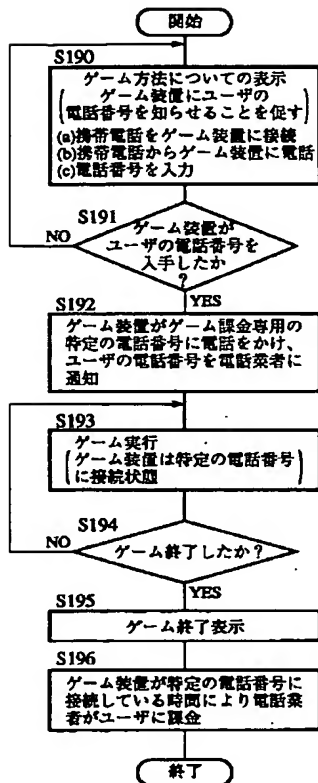 開始
S190
ゲーム方法についての表示
ゲーム装置にユーザの
電話番号を知らせることを促す
(a)携帯電話をゲーム装置に接続
(b)携帯電話からゲーム装置に電話
(c)電話番号を入力
S191
ゲーム装置が
ユーザの電話番号を
入手したか
?
NO
YES
S192
ゲーム装置がゲーム課金専用の
特定の電話番号に電話をかけ、
ユーザの電話番号を電話業者に
通知
S193
ゲーム実行
(ゲーム装置は特定の電話番号
に接続状態)
S194
NO
ゲーム終了したか?
YES
S195
ゲーム終了表示
S196
ゲーム装置が特定の電話番号に
接続している時間により電話業
者がユーザに課金
終了